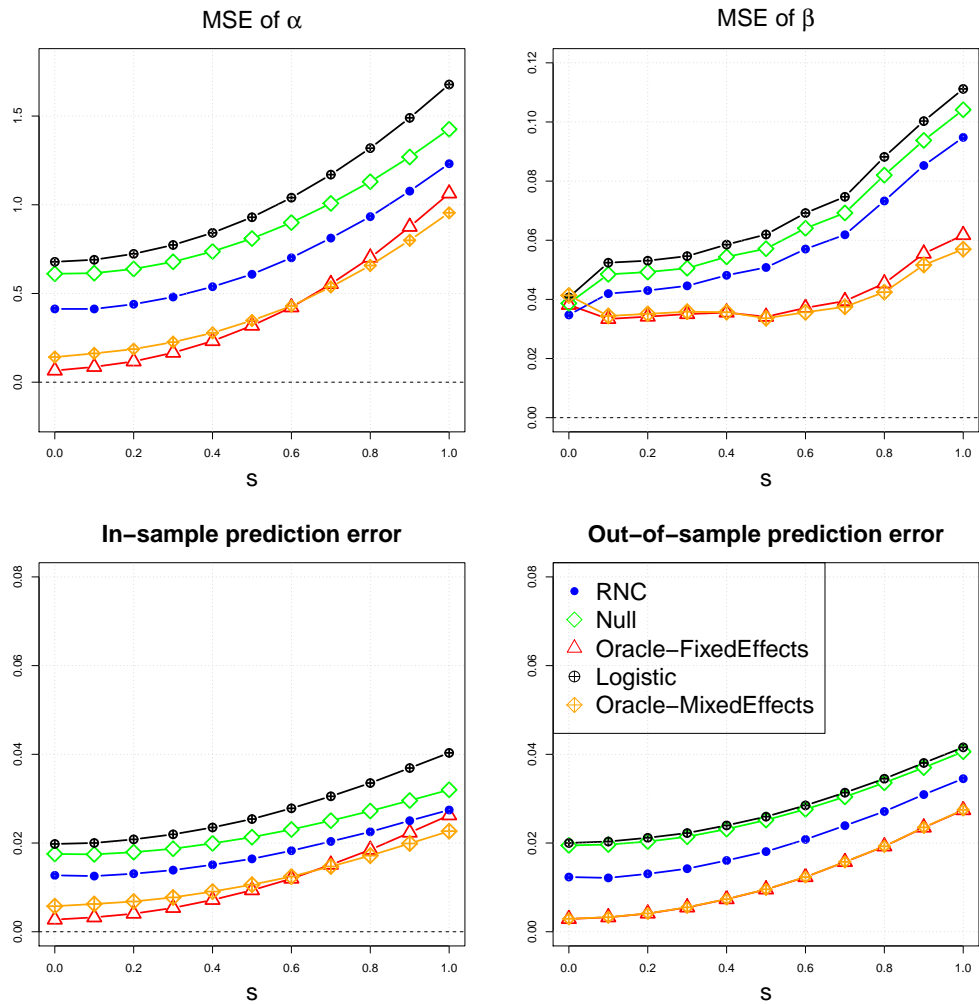 MSE of α
0.0 0.5 1.0 1.5
0.0 0.2 0.4 0.6 0.8 1.0
s
MSE of β
0.00 0.02 0.04 0.06 0.08 0.10 0.12
0.0 0.2 0.4 0.6 0.8 1.0
s
In−sample prediction error
0.00 0.02 0.04 0.06 0.08
0.0 0.2 0.4 0.6 0.8 1.0
s
Out−of−sample prediction error
0.00 0.02 0.04 0.06 0.08
RNC
Null
Oracle−FixedEffects
Logistic
Oracle−MixedEffects
0.0 0.2 0.4 0.6 0.8 1.0
s